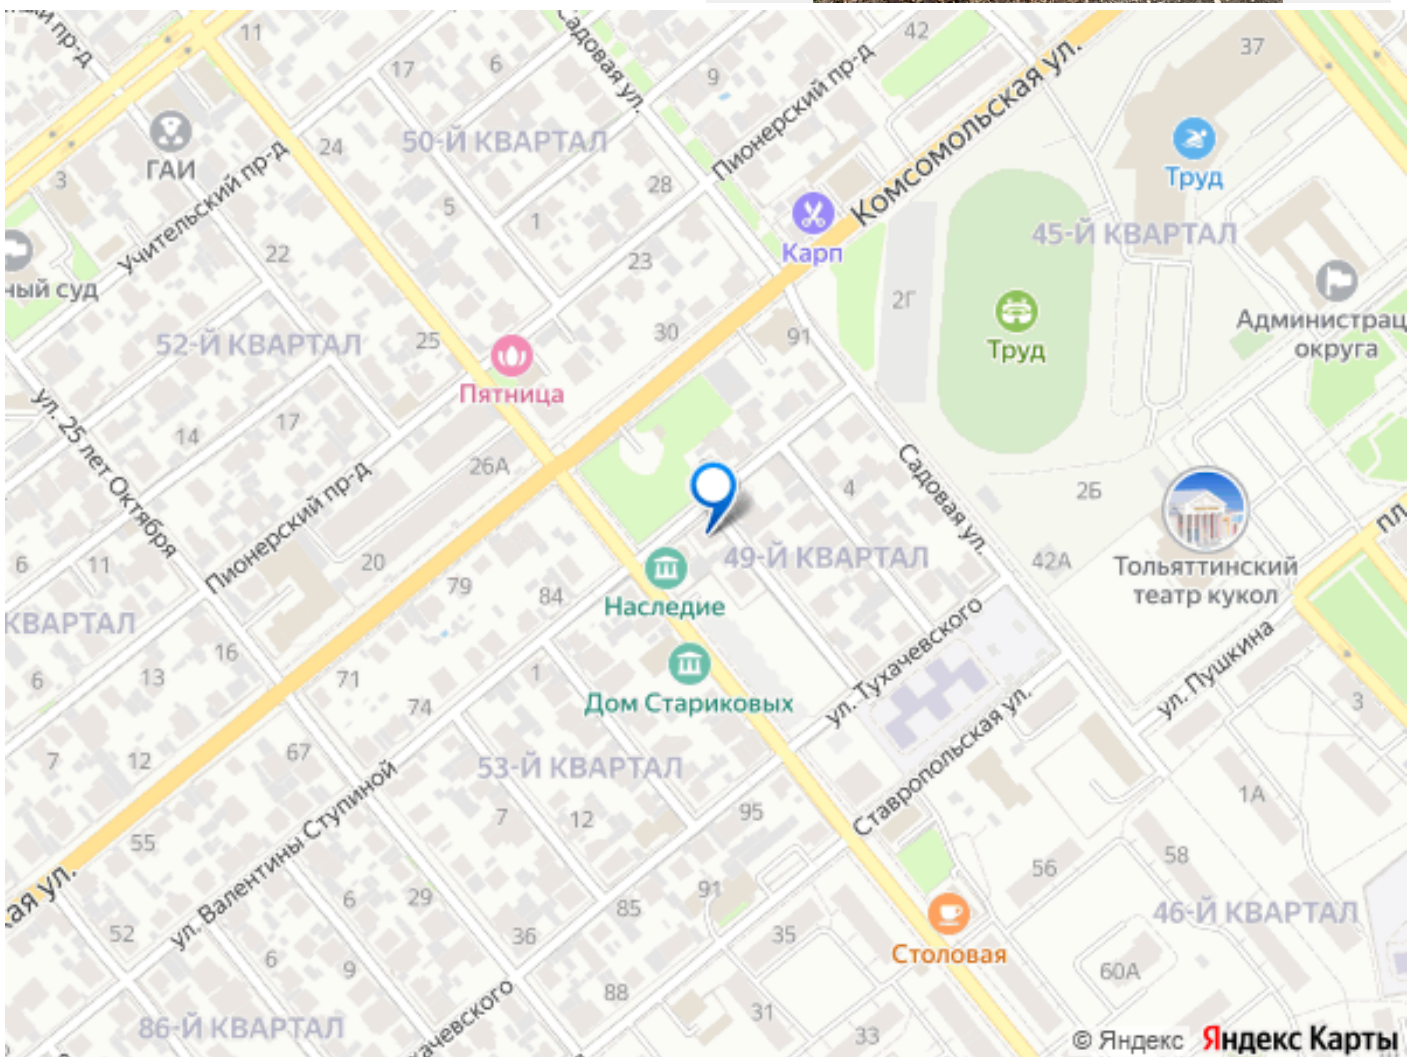 пр-д
11
Садовая ул.
42
37
17
6
9
Пионерский пр-д
Комсомольская ул.
ГАИ
24
50-Й КВАРТАЛ
Труд
3
Учительский пр-д
28
5
1
Карп
45-Й КВАРТАЛ
22
23
ный суд
2Г
Администрац
округа
52-Й КВАРТАЛ
25
30
91
Труд
Пятница
ул. 25 лет Октября
14
17
26А
Пионерский пр-д
4
Садовая ул.
2Б
пл
6
11
20
79
84
49-Й КВАРТАЛ
42А
Тольяттинский
театр кукол
Наследие
КВАРТАЛ
16
ул. Тухачевского
ул. Пушкина
6
13
71
74
1
Дом Стариковых
3
7
12
67
53-Й КВАРТАЛ
Ставропольская ул.
1А
55
ул. Валентины Ступиной
7
12
95
56
58
кая ул.
6
29
91
85
46-Й КВАРТАЛ
52
36
35
Столовая
6
9
88
60А
86-Й КВАРТАЛ
ачевского
31
33
© Яндекс Яндекс Карты